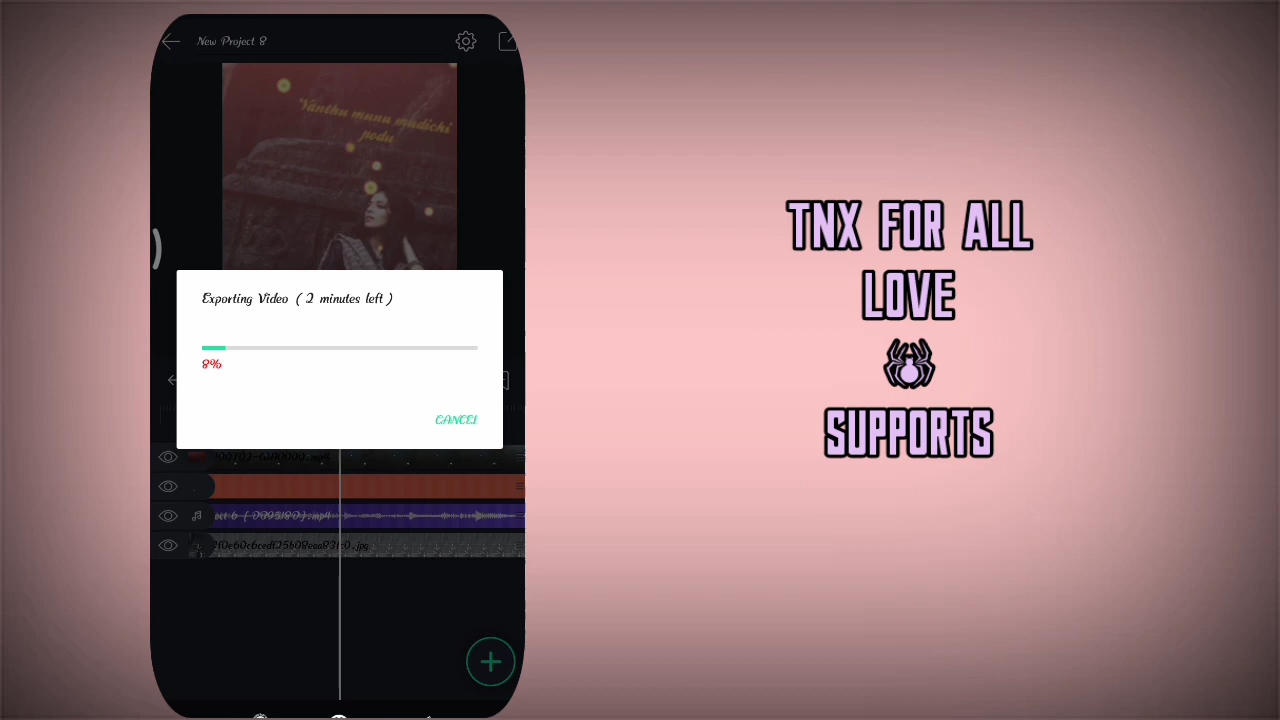 New Project 8
Vanthu munu mudichi
podu
Exporting Video ( 2 minutes left )
8%
CANCEL
TNX FOR ALL
LOVE
SUPPORTS